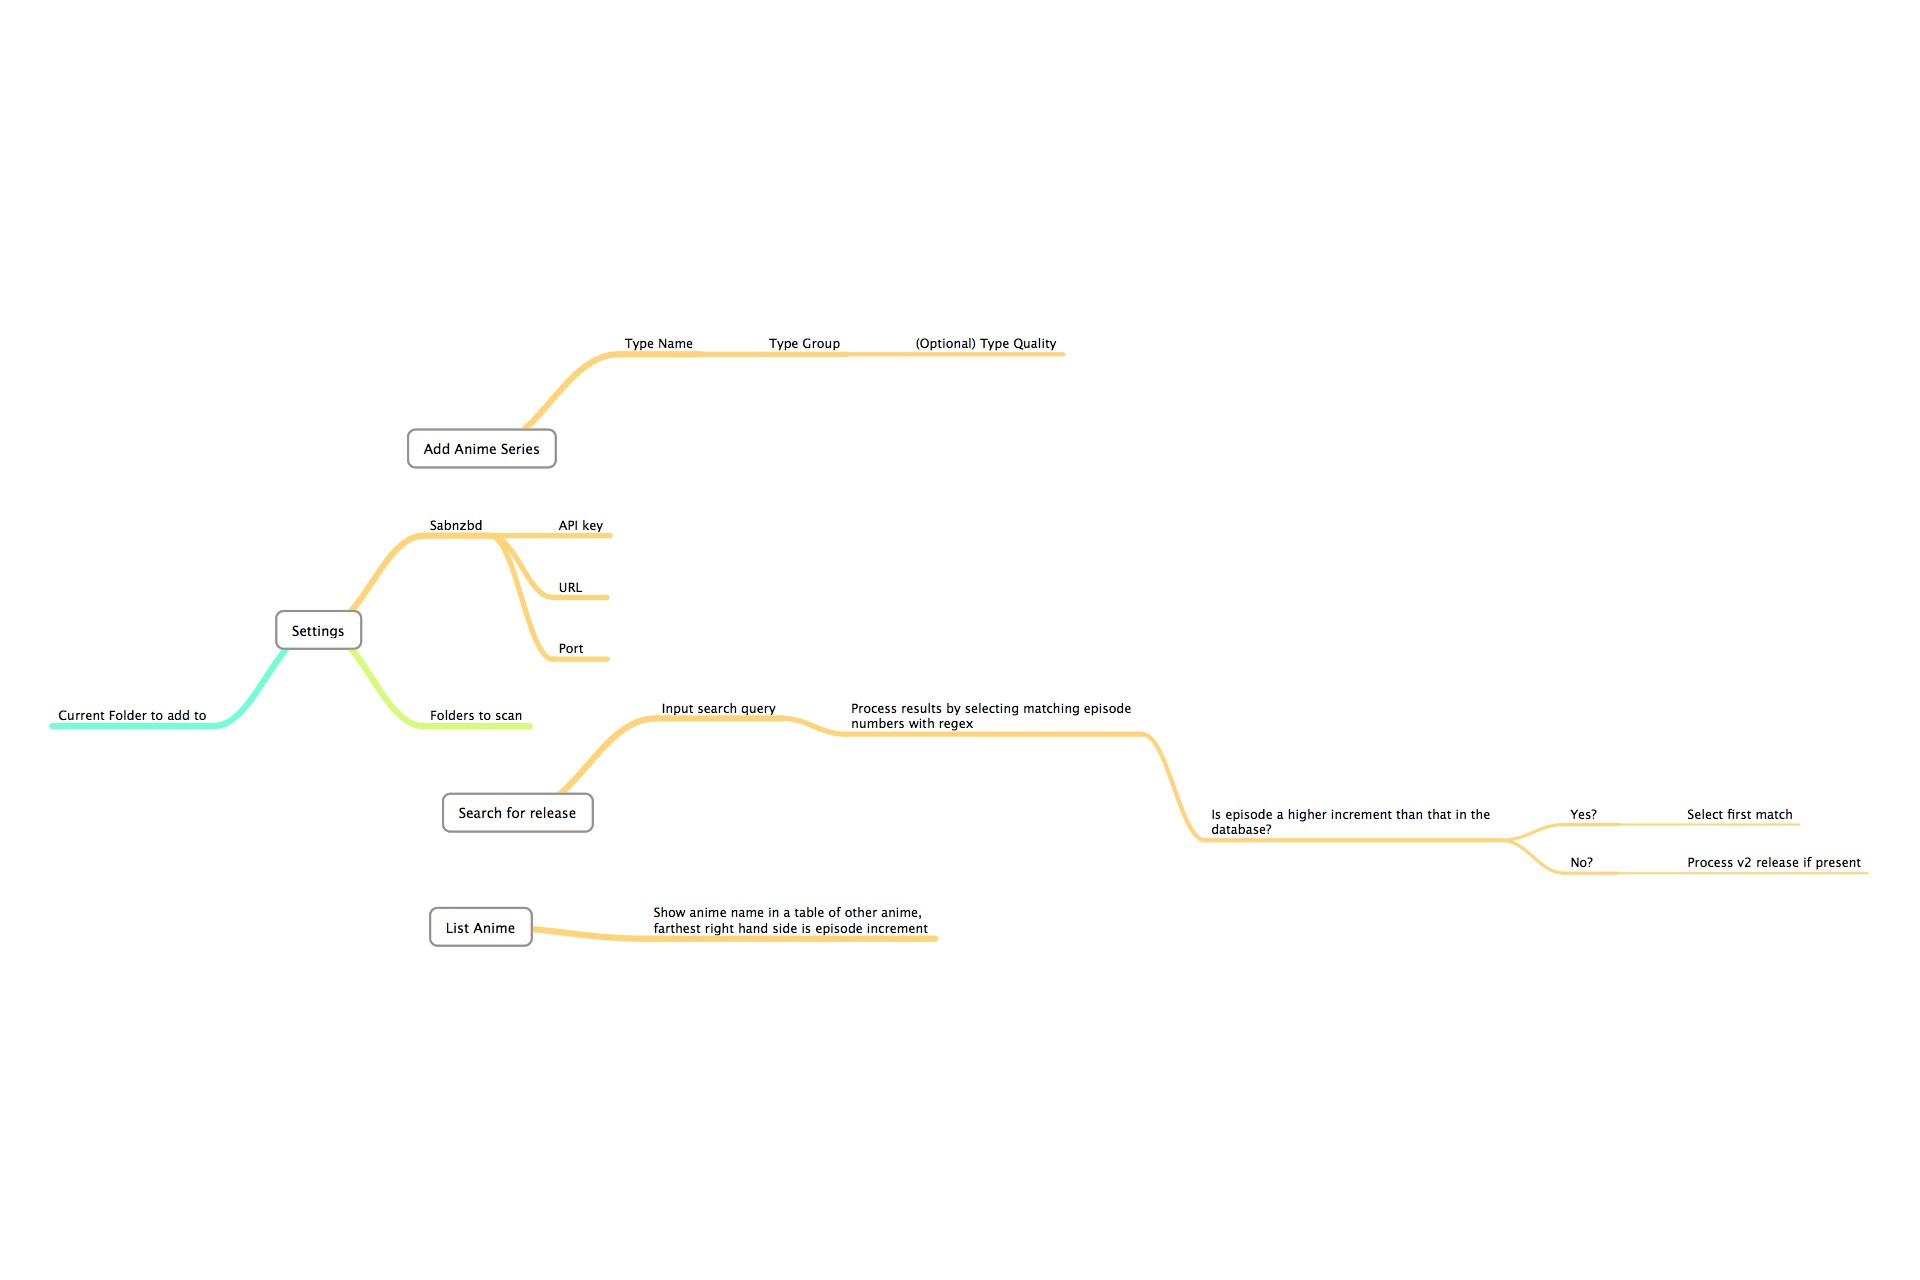 Type Name
Type Group
(Optional) Type Quality
Add Anime Series
Sabnzbd
API key
URL
Port
Settings
Current Folder to add to
Folders to scan
Input search query
Process results by selecting matching episode
numbers with regex
Search for release
Is episode a higher increment than that in the
database?
Yes?
Select first match
No?
Process v2 release if present
List Anime
Show anime name in a table of other anime,
farthest right hand side is episode increment